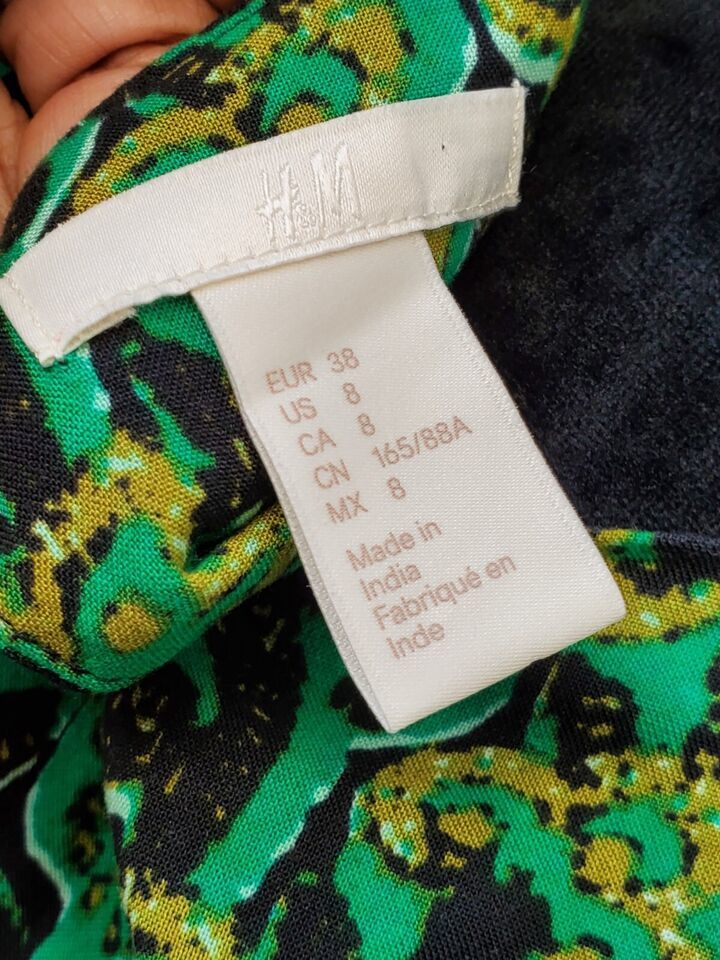 H&M
EUR 38
US 8
CA 8
CN 165/88A
MX 8
Made in
India
Fabriqué en
Inde